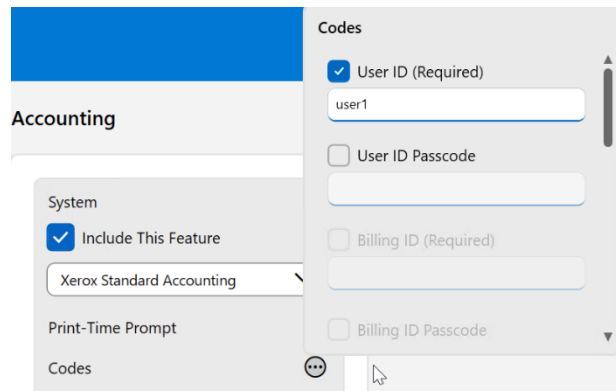 Codes
User ID (Required)
user1
User ID Passcode
Billing ID (Required)
Billing ID Passcode
Accounting
System
Include This Feature
Xerox Standard Accounting
Print-Time Prompt
Codes